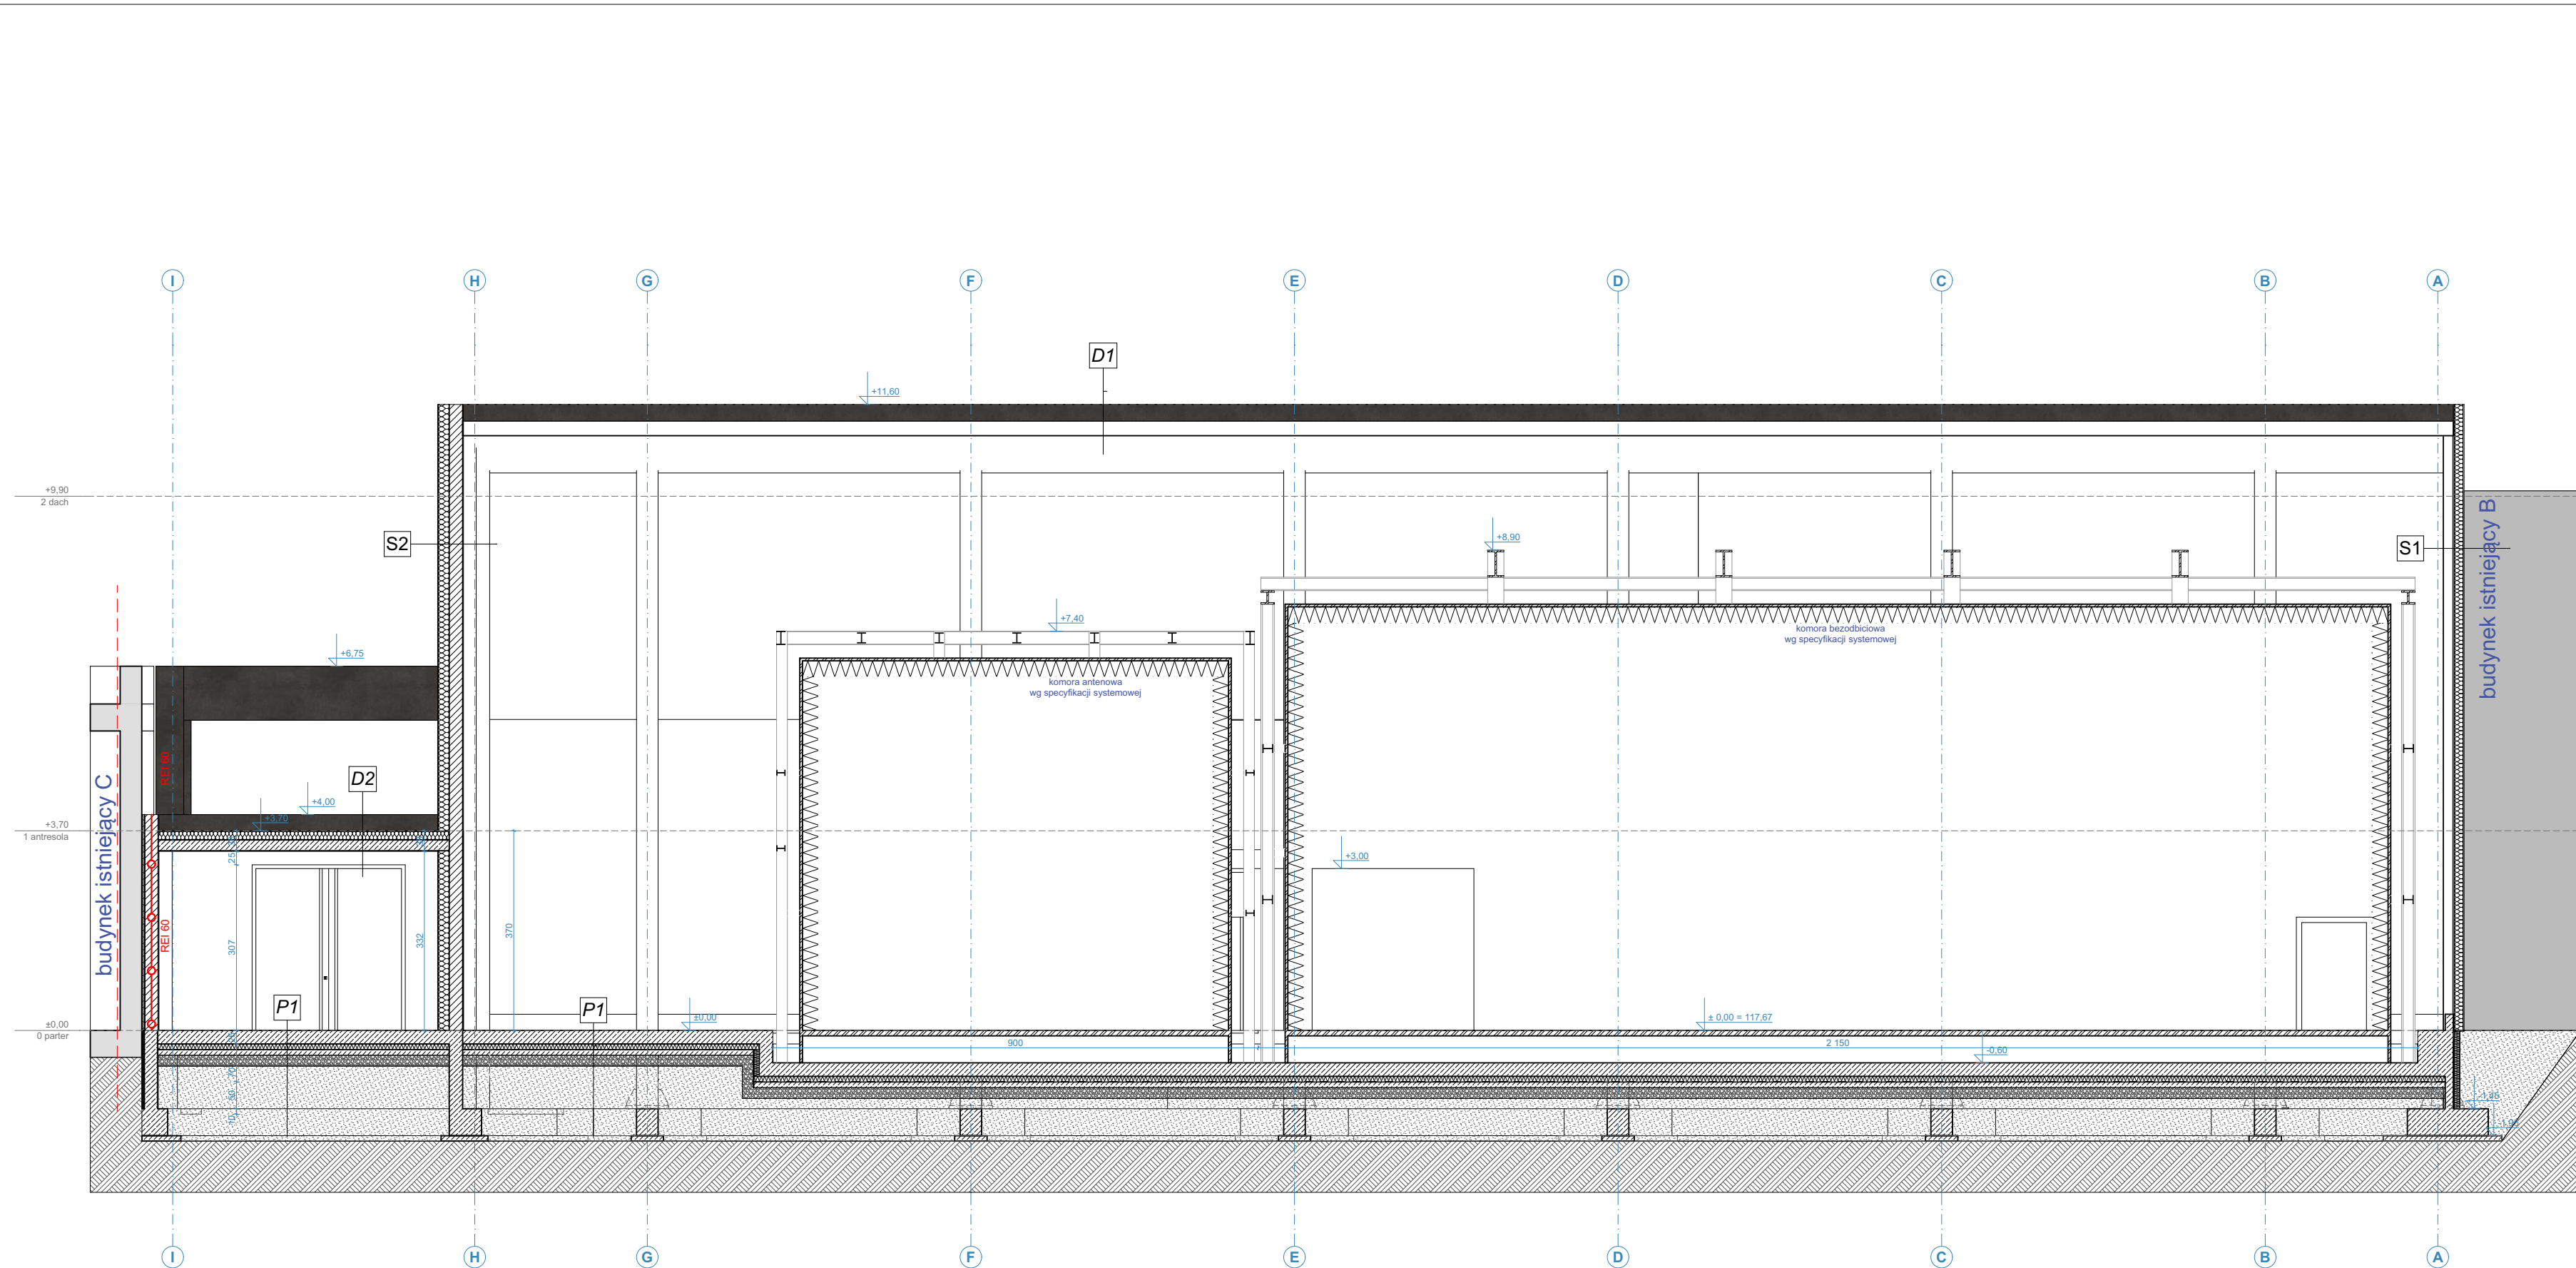 I H G F E D C B A
D1
+11,60
+9,90
2 dach
S2
+8,90
S1
budynek istniejący B
+7,40
komora bezodbiciowa
wg specyfikacji systemowej
+6,75
komora antenowa
wg specyfikacji systemowej
REI 60
D2
budynek istniejący C
+4,00
+3,70
+3,70
1 antresola
25
+3,00
REI 60
307
332
370
P1
P1
±0,00
0 parter
±0,00
± 0,00 = 117,67
900
2 150
-0,60
-1,45
I H G F E D C B A